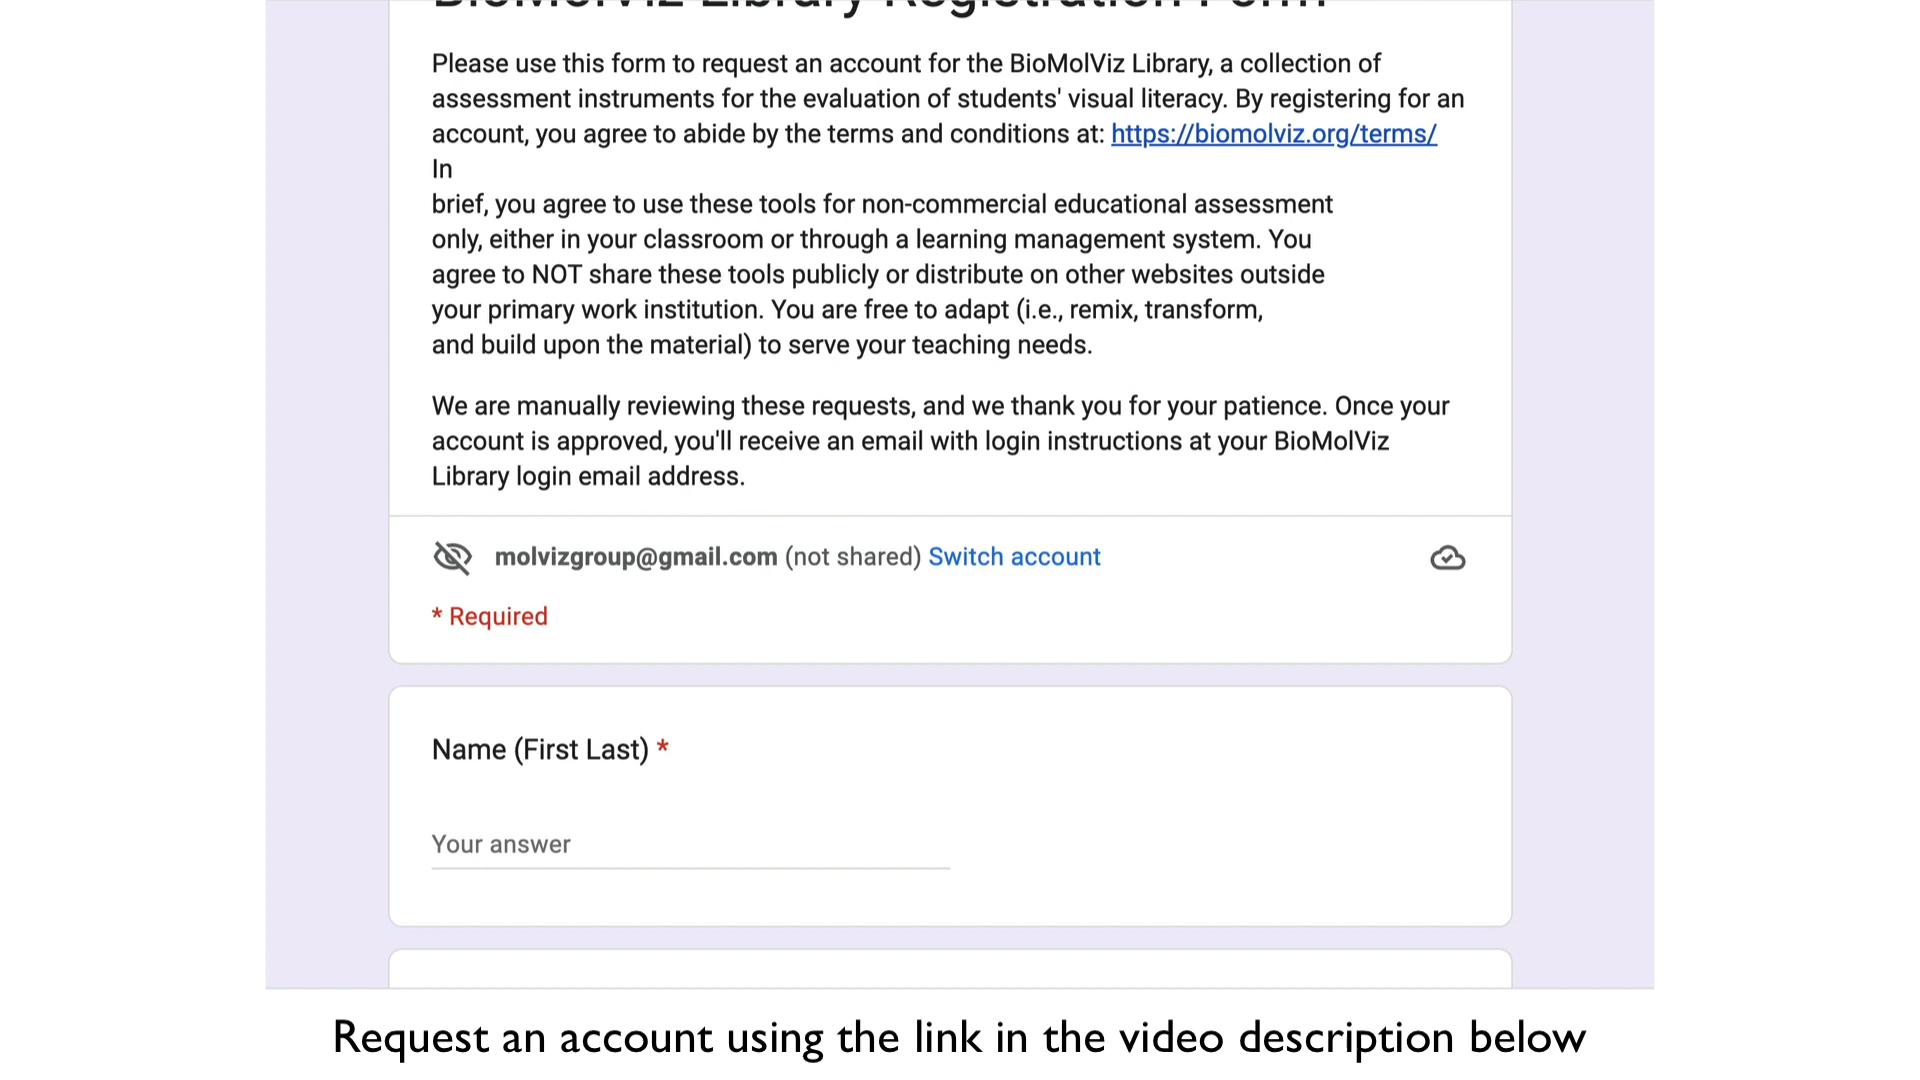 BioMolViz Library Registration Form
Please use this form to request an account for the BioMolViz Library, a collection of
assessment instruments for the evaluation of students' visual literacy. By registering for an
account, you agree to abide by the terms and conditions at: https://biomolviz.org/terms/
In
brief, you agree to use these tools for non-commercial educational assessment
only, either in your classroom or through a learning management system. You
agree to NOT share these tools publicly or distribute on other websites outside
your primary work institution. You are free to adapt (i.e., remix, transform,
and build upon the material) to serve your teaching needs.
We are manually reviewing these requests, and we thank you for your patience. Once your
account is approved, you'll receive an email with login instructions at your BioMolViz
Library login email address.
molvizgroup@gmail.com (not shared) Switch account
* Required
Name (First Last) *
Your answer
Request an account using the link in the video description below